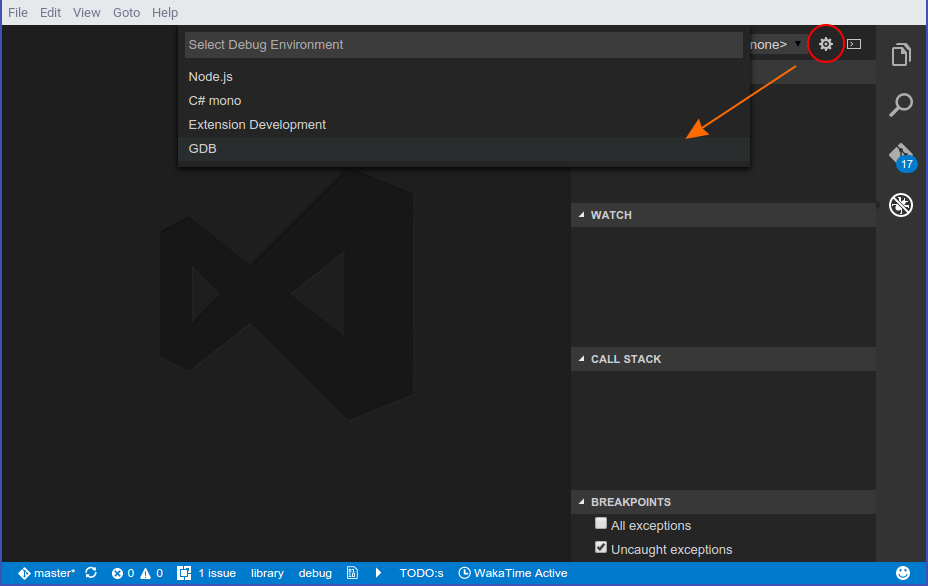 File Edit View Goto Help
Select Debug Environment
none>
Node.js
C# mono
Extension Development
GDB
17
WATCH
CALL STACK
BREAKPOINTS
All exceptions
Uncaught exceptions
master* 0 0 1 issue library debug TODO:s WakaTime Active